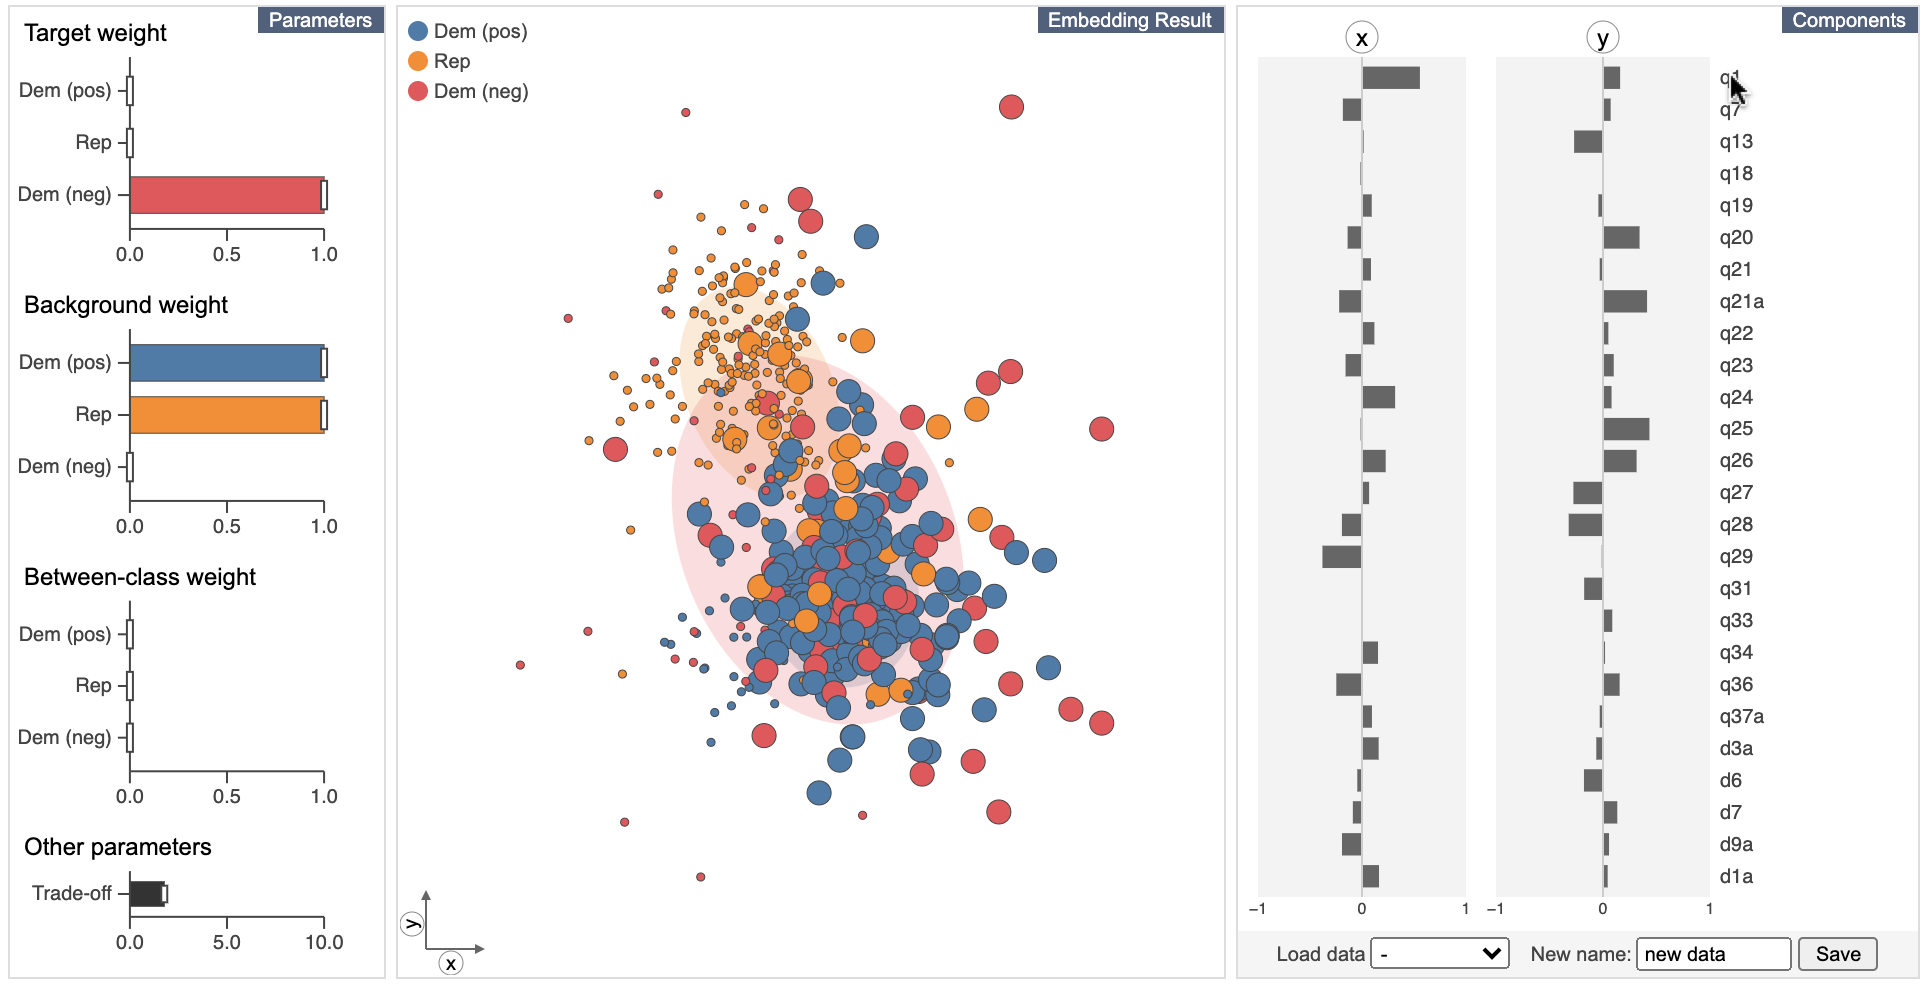 Parameters
Target weight
Dem (pos)
Rep
Dem (neg)
0.0 0.5 1.0
Background weight
Dem (pos)
Rep
Dem (neg)
0.0 0.5 1.0
Between-class weight
Dem (pos)
Rep
Dem (neg)
0.0 0.5 1.0
Other parameters
Trade-off
0.0 5.0 10.0
Embedding Result
Dem (pos)
Rep
Dem (neg)
y
x
Components
x y
q1
q7
q13
q18
q19
q20
q21
q21a
q22
q23
q24
q25
q26
q27
q28
q29
q31
q33
q34
q36
q37a
d3a
d6
d7
d9a
d1a
−1 0 1 −1 0 1
Load data - New name: new data Save